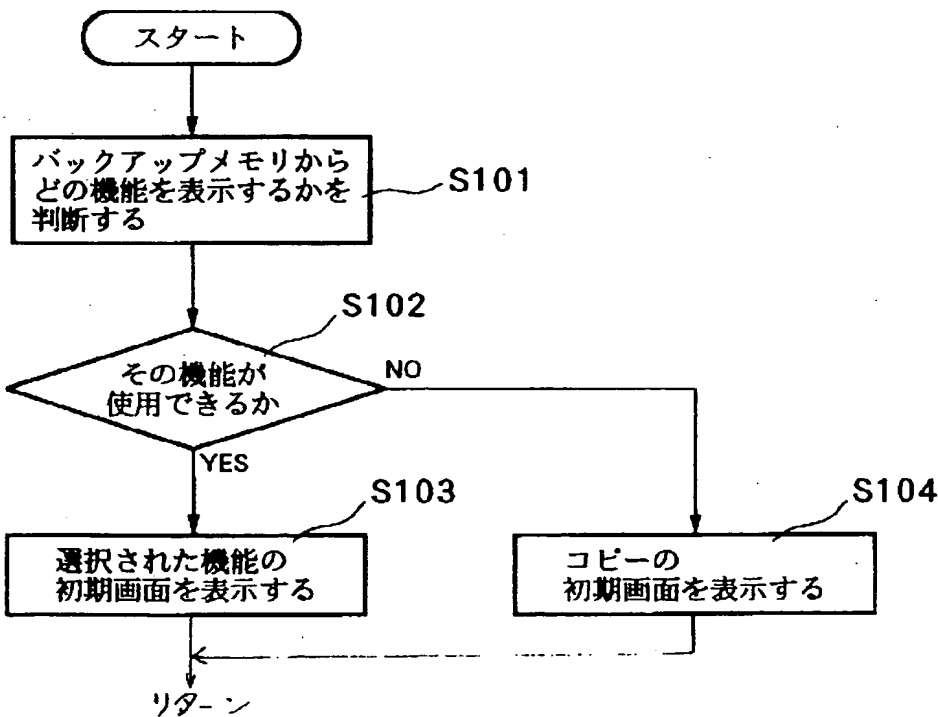 スタート
バックアップメモリから
どの機能を表示するかを
判断する
S101
S102
その機能が
使用できるか
NO
YES
S103
選択された機能の
初期画面を表示する
S104
コピーの
初期画面を表示する
リターン